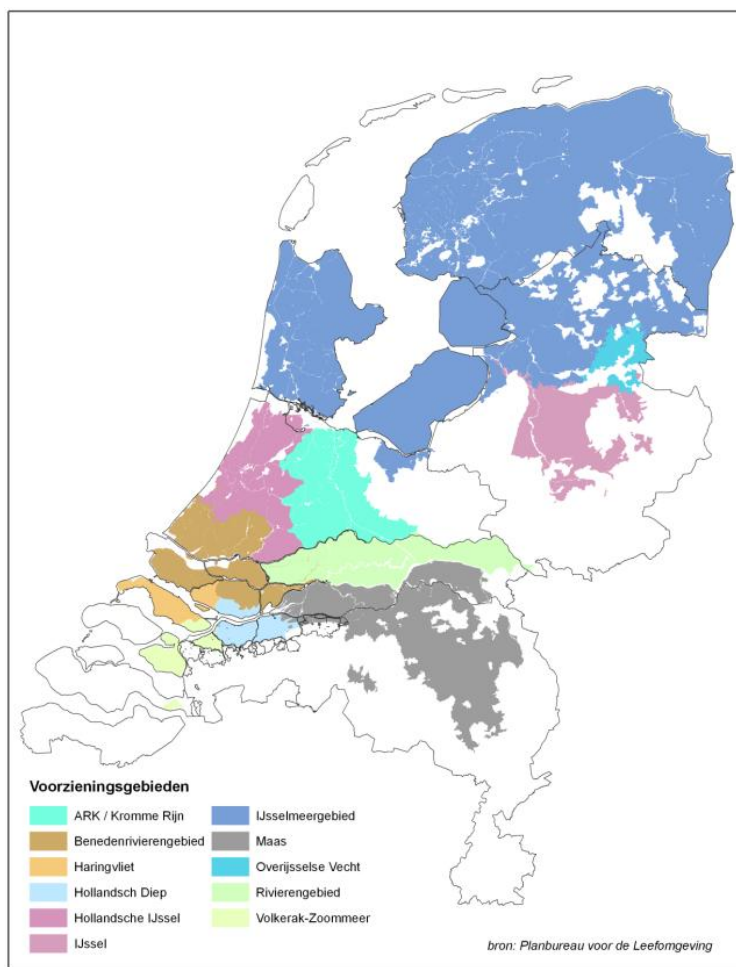 Voorzieningsgebieden
ARK / Kromme Rijn
Benedenrivierengebied
Haringvliet
Hollandsch Diep
Hollandsche IJssel
IJssel
IJsselmeergebied
Maas
Overijsselse Vecht
Rivierengebied
Volkerak-Zoommeer
bron: Planbureau voor de Leefomgeving